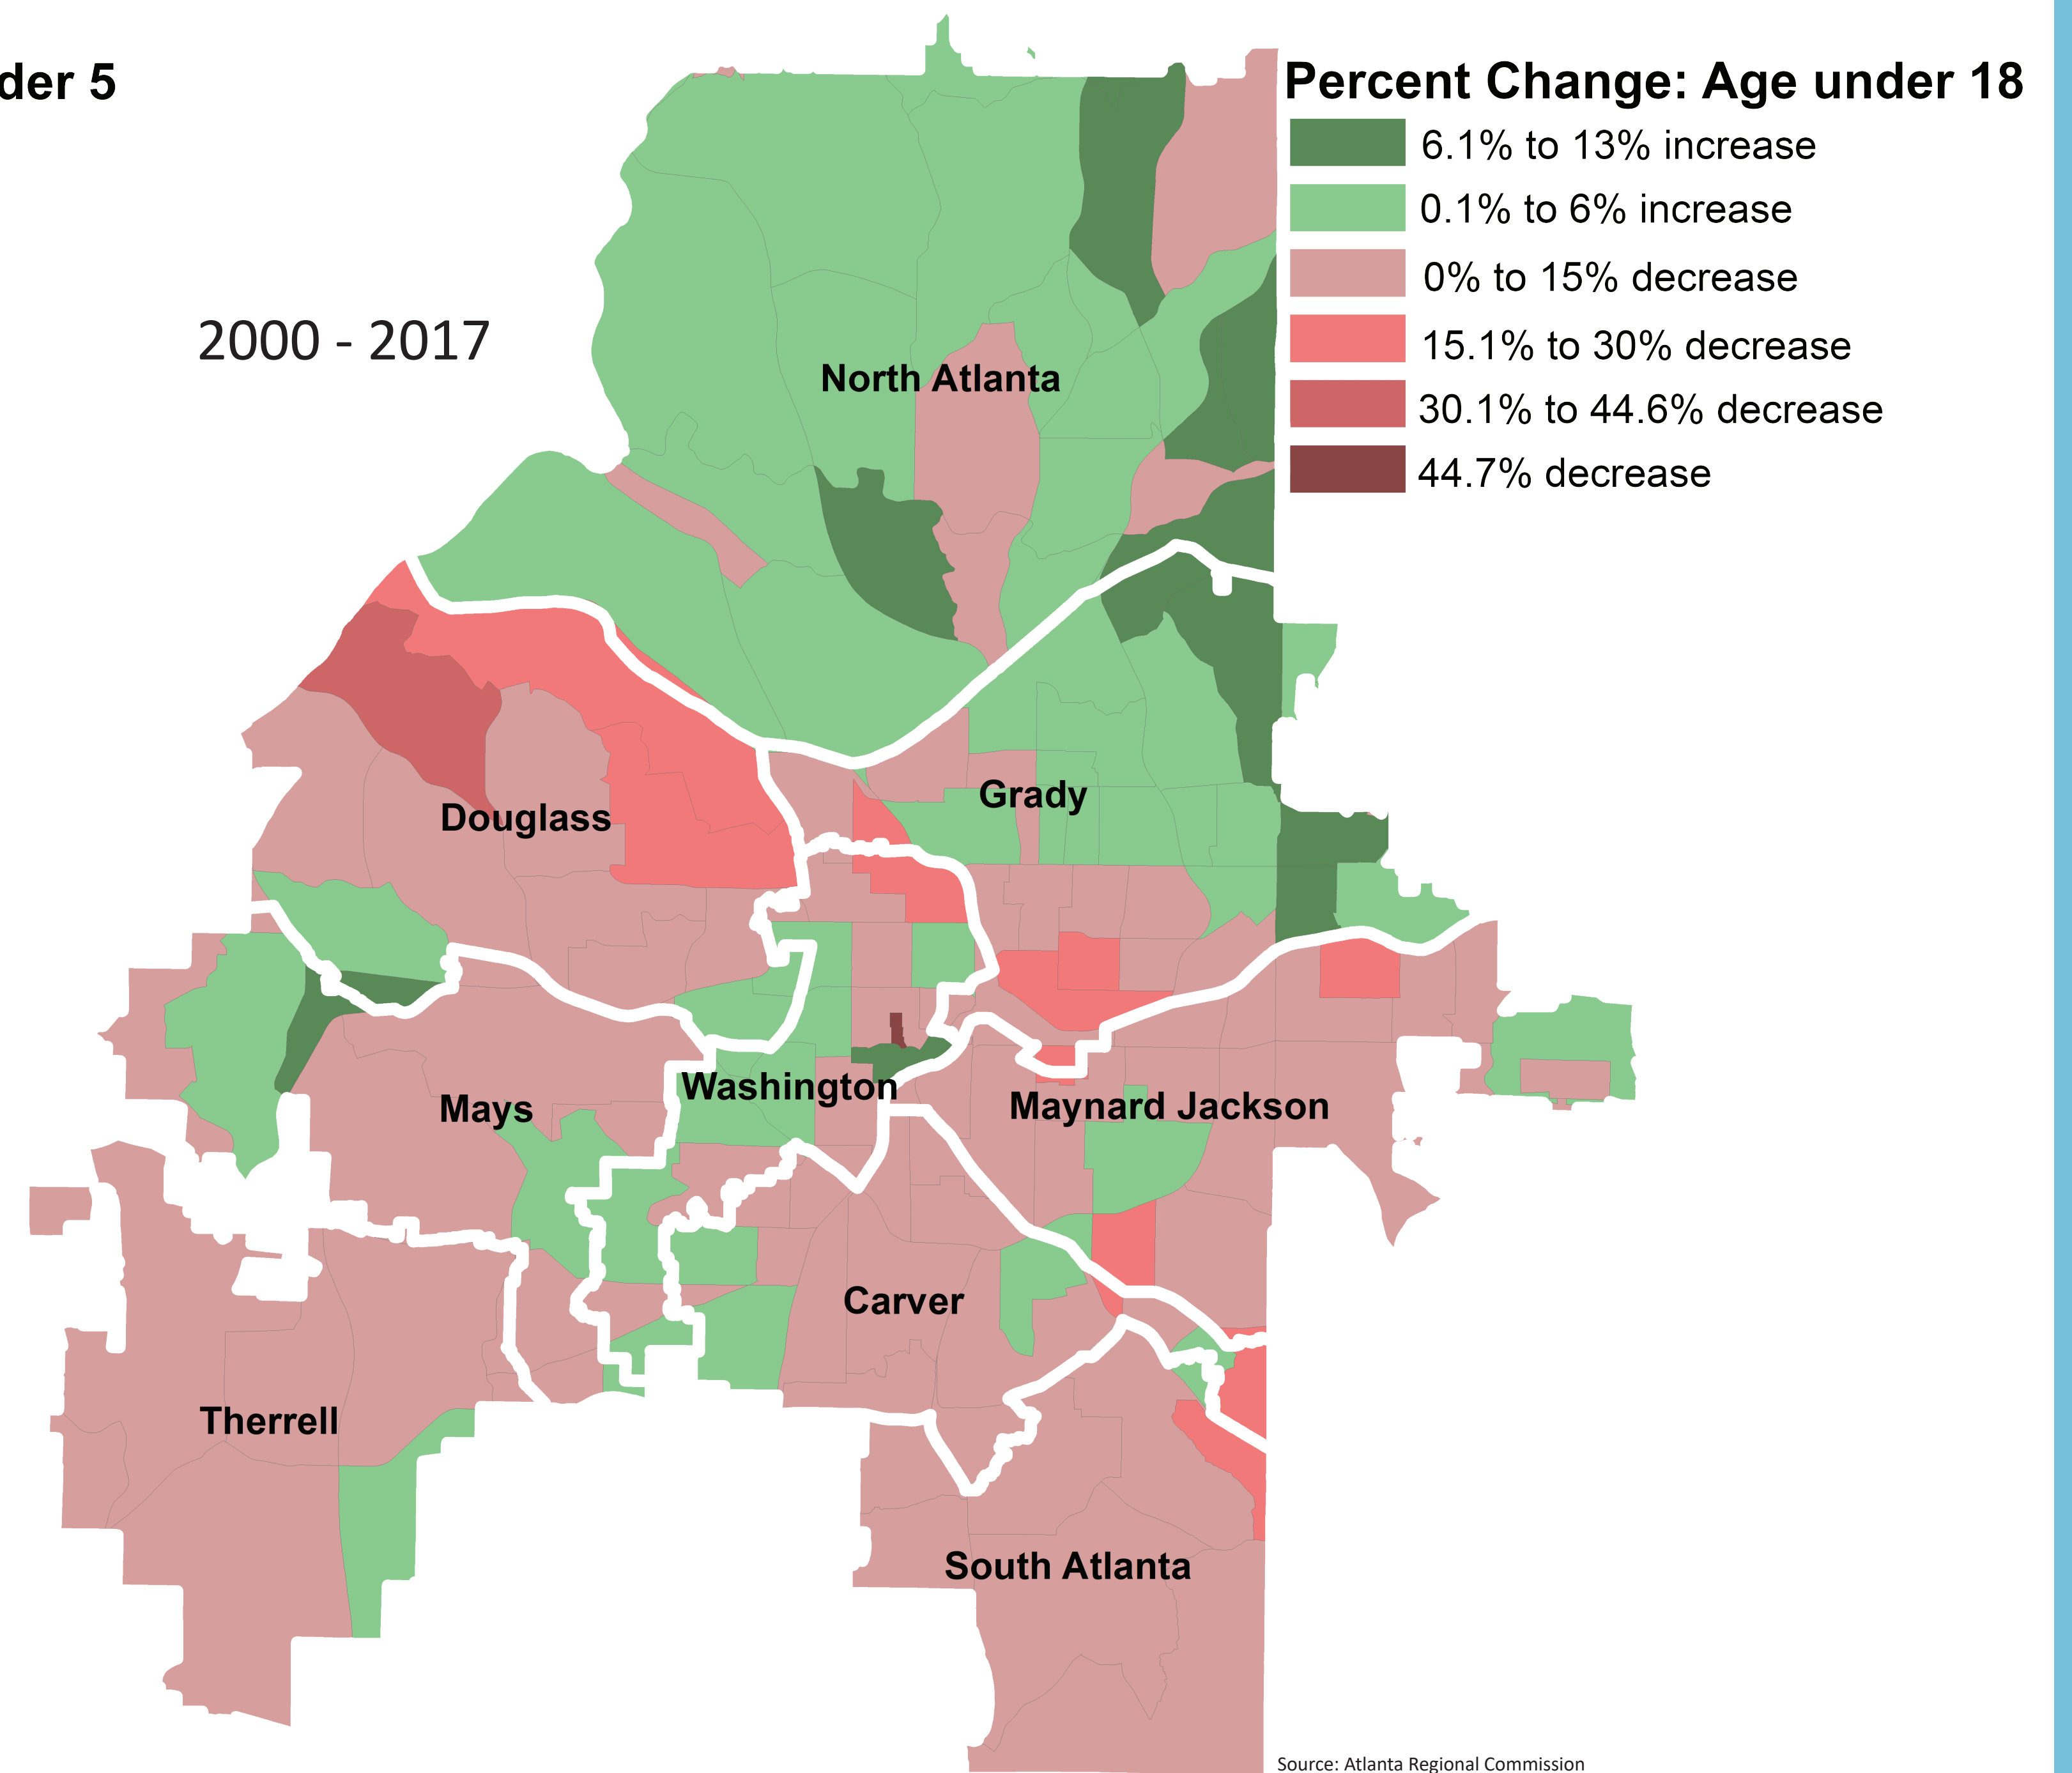 der 5
Percent Change: Age under 18
6.1% to 13% increase
0.1% to 6% increase
0% to 15% decrease
15.1% to 30% decrease
30.1% to 44.6% decrease
44.7% decrease
2000 - 2017
North Atlanta
Grady
Douglass
Washington
Mays
Maynard Jackson
Carver
Therrell
South Atlanta
Source: Atlanta Regional Commission